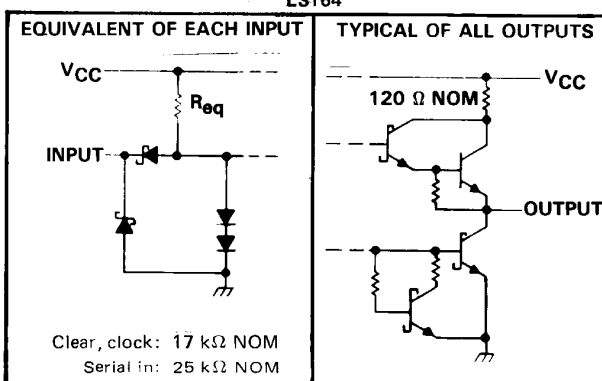 LS164
EQUIVALENT OF EACH INPUT
VCC
Req
INPUT
Clear, clock: 17 kΩ NOM
Serial in: 25 kΩ NOM
TYPICAL OF ALL OUTPUTS
VCC
120 Ω NOM
OUTPUT